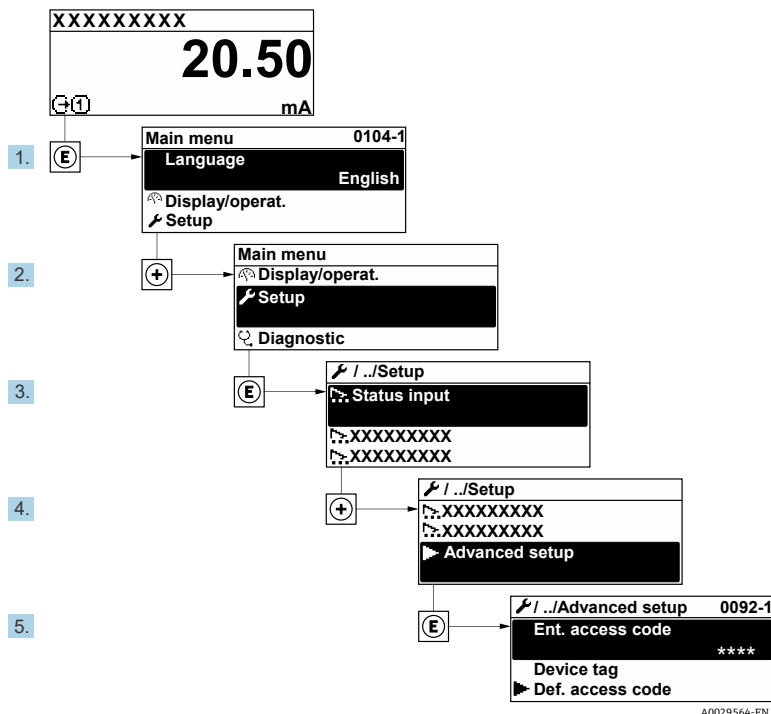 XXXXXXXXX
20.50
mA
1
1.
E
Main menu 0104-1
Language
English
Display/operat.
Setup
2.
+
Main menu
Display/operat.
Setup
Diagnostic
3.
E
/ ../Setup
Status input
XXXXXXXXX
XXXXXXXXX
4.
+
/ ../Setup
XXXXXXXXX
XXXXXXXXX
Advanced setup
5.
E
/ ../Advanced setup 0092-1
Ent. access code
****
Device tag
Def. access code
A0029564-EN